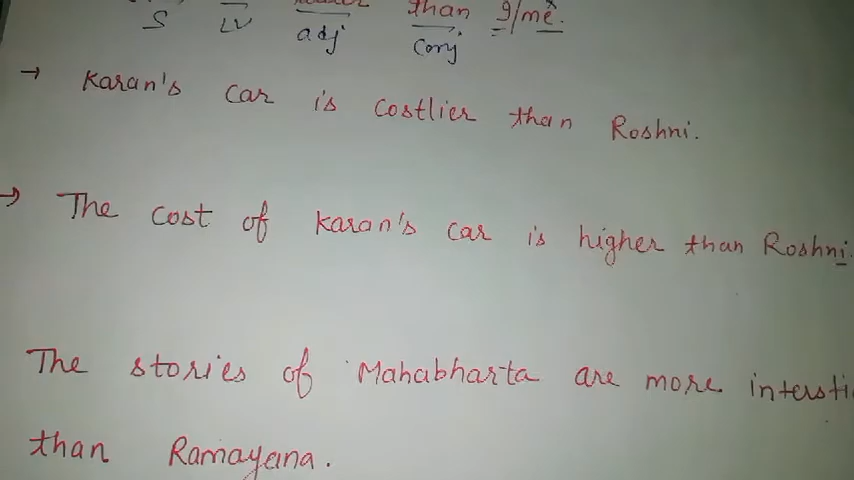 than I/me.
S LV adj Conj
→ Karan's car is costlier than Roshni.
→ The cost of Karan's car is higher than Roshni.
The stories of Mahabharta are more intersti
than Ramayana.